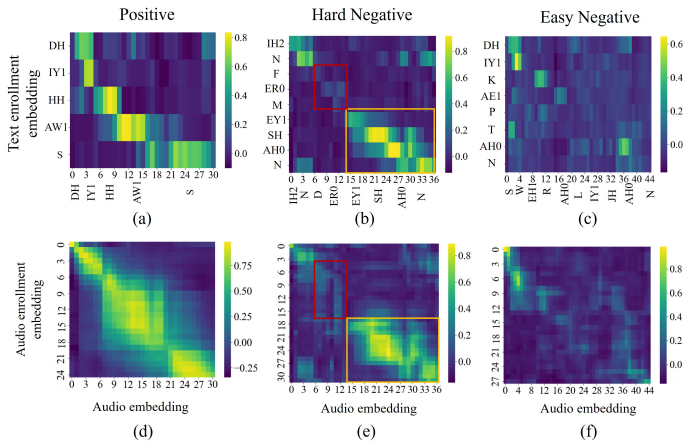 Positive
Hard Negative
Easy Negative
Text enrollment
embedding
DH
IY1
HH
AW1
S
0 3 6 9 12 15 18 21 24 27 30
DH IY1 HH AW1 S
0.8
0.6
0.4
0.2
0.0
(a)
IH2
N
F
ER0
M
EY1
SH
AH0
N
0 3 6 9 12 15 18 21 24 27 30 33 36
IH2 N D ER0 EY1 SH AH0 N
0.8
0.6
0.4
0.2
0.0
(b)
DH
IY1
K
AE1
P
T
AH0
N
0 4 8 12 16 20 24 28 32 36 40 44
S W EH1 R AH0 L IY1 JH AH0 N
0.8
0.6
0.4
0.2
0.0
(c)
Audio enrollment
embedding
0 3 6 9 12 15 18 21 24
0 3 6 9 12 15 18 21 24 27 30
0.75
0.50
0.25
0.00
−0.25
Audio embedding
(d)
0 3 6 9 12 15 18 21 24 27 30
0 3 6 9 12 15 18 21 24 27 30 33 36
0.8
0.6
0.4
0.2
0.0
Audio embedding
(e)
0 3 6 9 12 15 18 21 24 27
0 4 8 12 16 20 24 28 32 36 40 44
0.8
0.6
0.4
0.2
0.0
Audio embedding
(f)